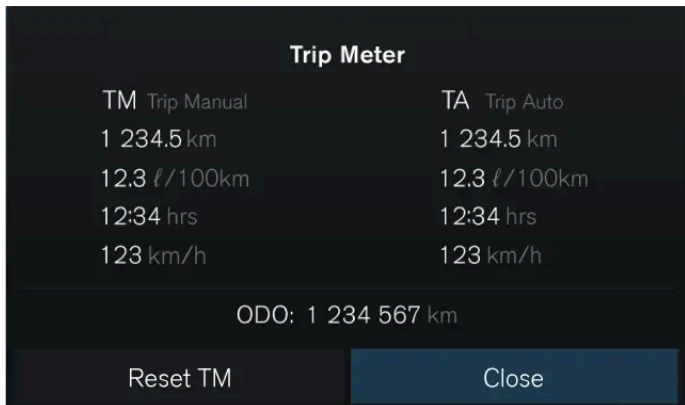 Trip Meter
TM Trip Manual
1 234.5 km
12.3 ℓ/100km
12:34 hrs
123 km/h
TA Trip Auto
1 234.5 km
12.3 ℓ/100km
12:34 hrs
123 km/h
ODO: 1 234 567 km
Reset TM
Close